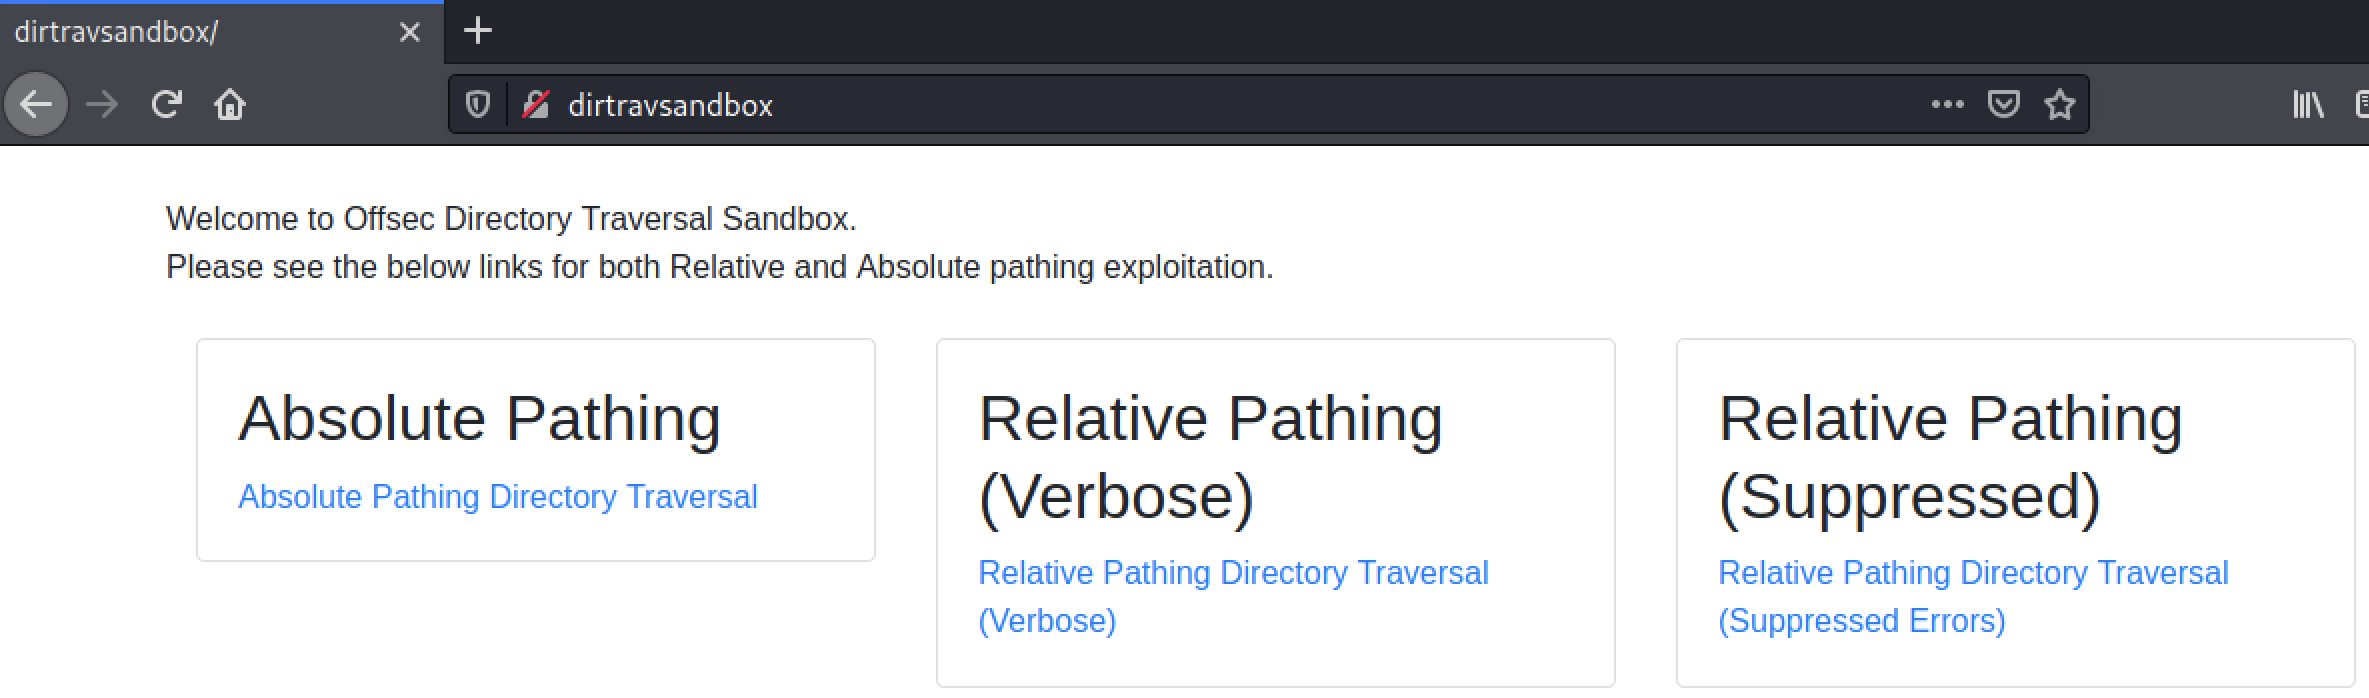 dirtravsandbox/
dirtravsandbox
Welcome to Offsec Directory Traversal Sandbox.
Please see the below links for both Relative and Absolute pathing exploitation.
Absolute Pathing
Absolute Pathing Directory Traversal
Relative Pathing
(Verbose)
Relative Pathing Directory Traversal
(Verbose)
Relative Pathing
(Suppressed)
Relative Pathing Directory Traversal
(Suppressed Errors)